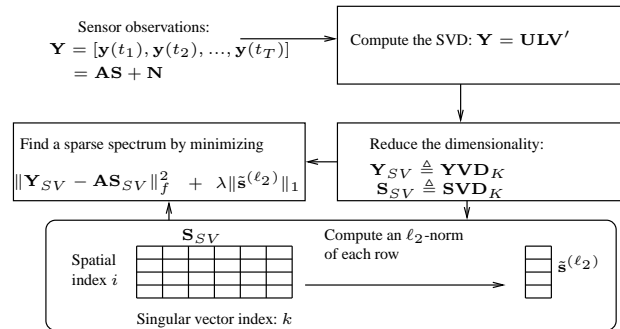 Sensor observations:
Y = [y(t₁), y(t₂), ..., y(t_T)]
= AS + N
Compute the SVD: Y = ULV′
Find a sparse spectrum by minimizing
‖Y_SV − AS_SV‖²_f + λ‖s̃^(ℓ₂)‖₁
Reduce the dimensionality:
Y_SV ≜ YVD_K
S_SV ≜ SVD_K
S_SV
Spatial
index i
Compute an ℓ₂-norm
of each row
s̃^(ℓ₂)
Singular vector index: k